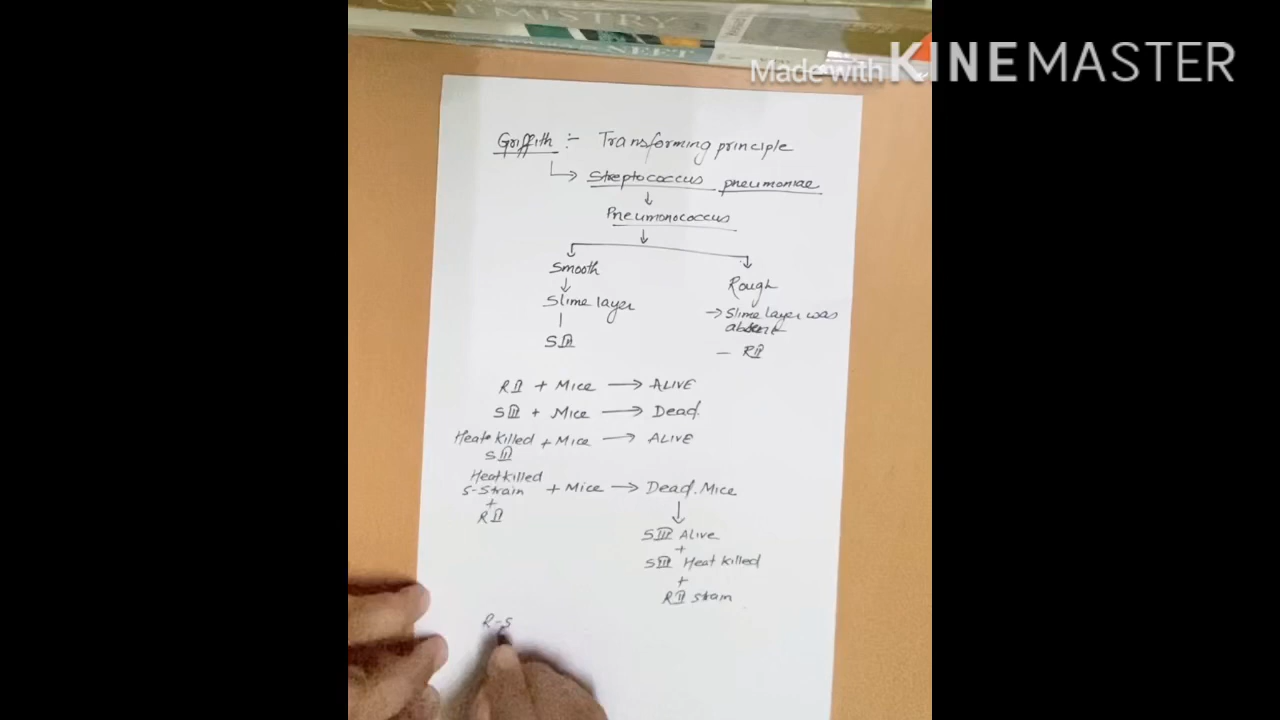 CHEMISTRY
NEET
Made with KINEMASTER
Griffith :- Transforming principle
Streptococcus pneumoniae
Pneumonococcus
Smooth
Rough
Slime layer
→ Slime layer was
absent
SIII
— RII
RII + Mice → ALIVE
SIII + Mice → Dead.
Heat Killed + Mice → ALIVE
SIII
Heat Killed
S-Strain + Mice → Dead. Mice
+
RII
SIII Alive
+
SIII Heat Killed
+
RII strain
R-S